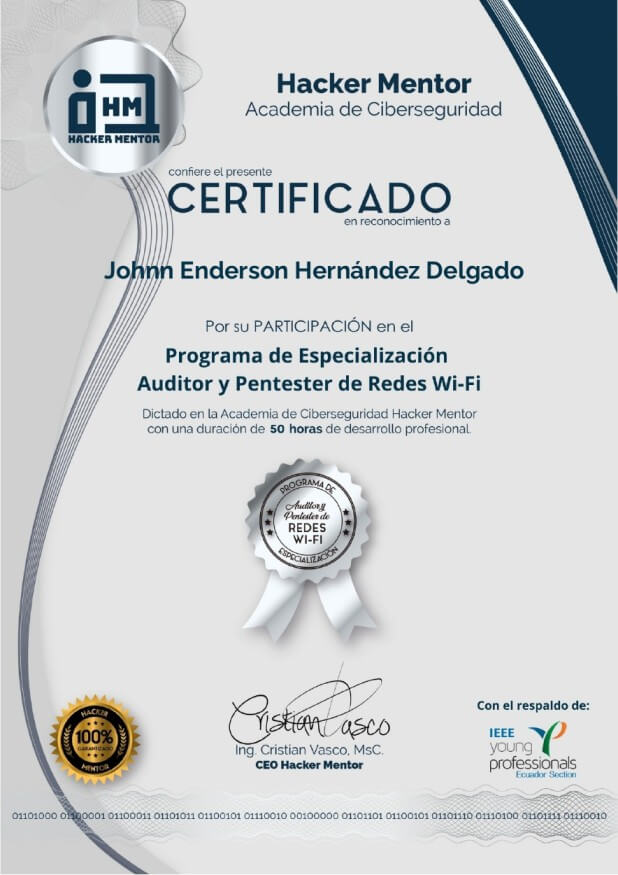 HM
HACKER MENTOR
Hacker Mentor
Academia de Ciberseguridad
confiere el presente
CERTIFICADO
en reconocimiento a
Johnn Enderson Hernández Delgado
Por su PARTICIPACIÓN en el
Programa de Especialización
Auditor y Pentester de Redes Wi-Fi
Dictado en la Academia de Ciberseguridad Hacker Mentor
con una duración de 50 horas de desarrollo profesional.
PROGRAMA DE
Auditor y
Pentester de
REDES
WI-FI
ESPECIALIZACIÓN
HACKER
100%
GARANTIZADO
MENTOR
Cristian Vasco
Ing. Cristian Vasco, MsC.
CEO Hacker Mentor
Con el respaldo de:
IEEE
young
professionals
Ecuador Section
01101000 01100001 01100011 01101011 01100101 01110010 00100000 01101101 01100101 01101110 01110100 01101111 01110010